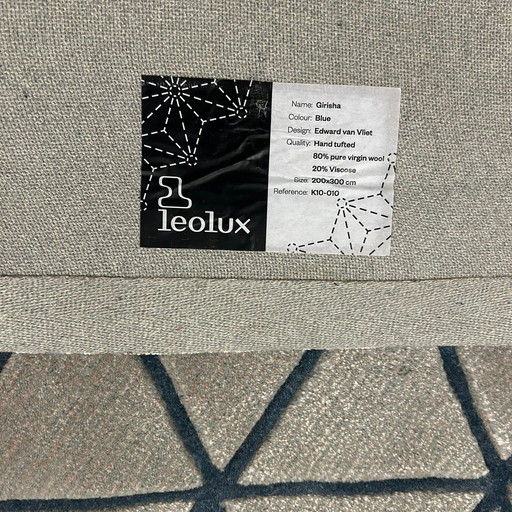 Name: Girisha
Colour: Blue
Design: Edward van Vliet
Quality: Hand tufted
80% pure virgin wool
20% Viscose
Size: 200x300 cm
Reference: K10-010
leolux